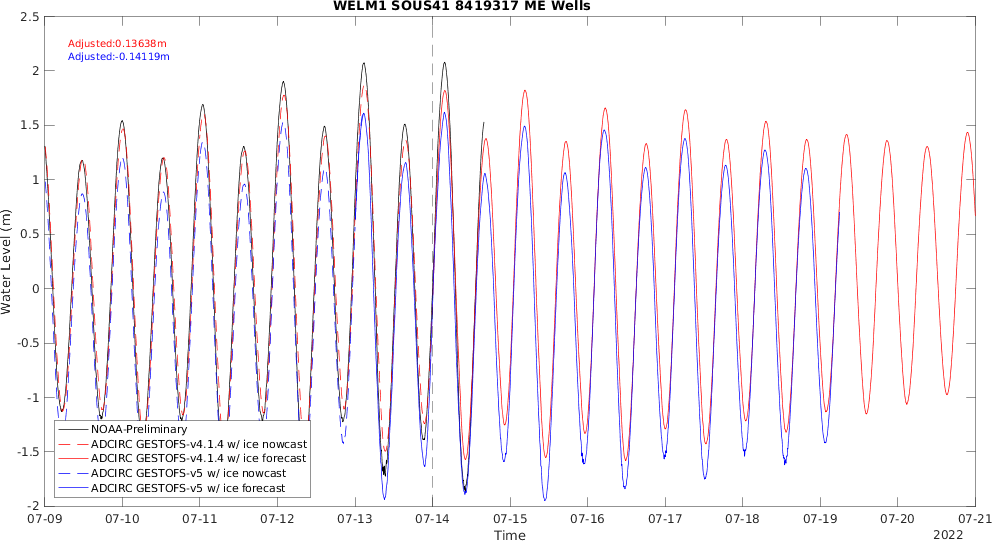 WELM1 SOUS41 8419317 ME Wells
Adjusted:0.13638m
Adjusted:-0.14119m
Water Level (m)
2.5
2
1.5
1
0.5
0
-0.5
-1
-1.5
-2
NOAA-Preliminary
ADCIRC GESTOFS-v4.1.4 w/ ice nowcast
ADCIRC GESTOFS-v4.1.4 w/ ice forecast
ADCIRC GESTOFS-v5 w/ ice nowcast
ADCIRC GESTOFS-v5 w/ ice forecast
07-09 07-10 07-11 07-12 07-13 07-14 07-15 07-16 07-17 07-18 07-19 07-20 07-21
Time
2022